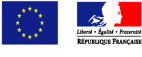 Liberté • Égalité • Fraternité
RÉPUBLIQUE FRANÇAISE